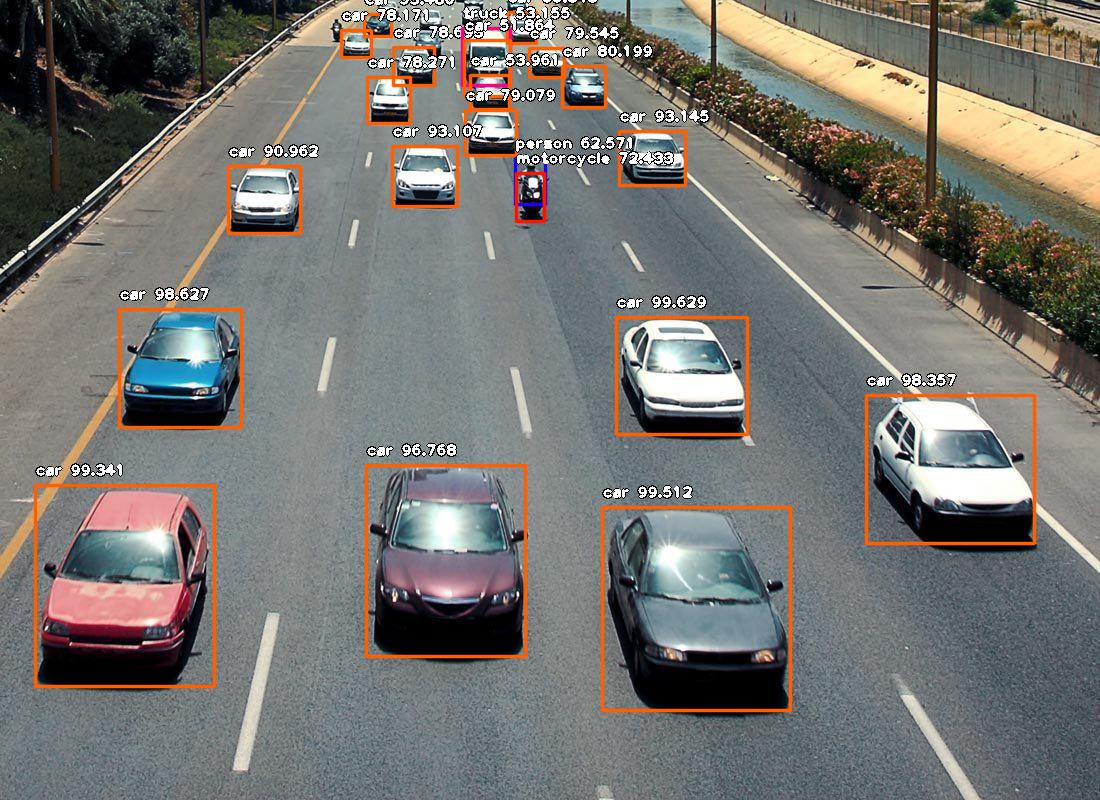 car 78.171
truck 53.155
car 51.864
car 78.695
car 79.545
car 80.199
car 78.271
car 53.961
car 79.079
car 93.145
car 93.107
person 62.571
car 90.962
motorcycle 72.433
car 98.627
car 99.629
car 98.357
car 96.768
car 99.341
car 99.512